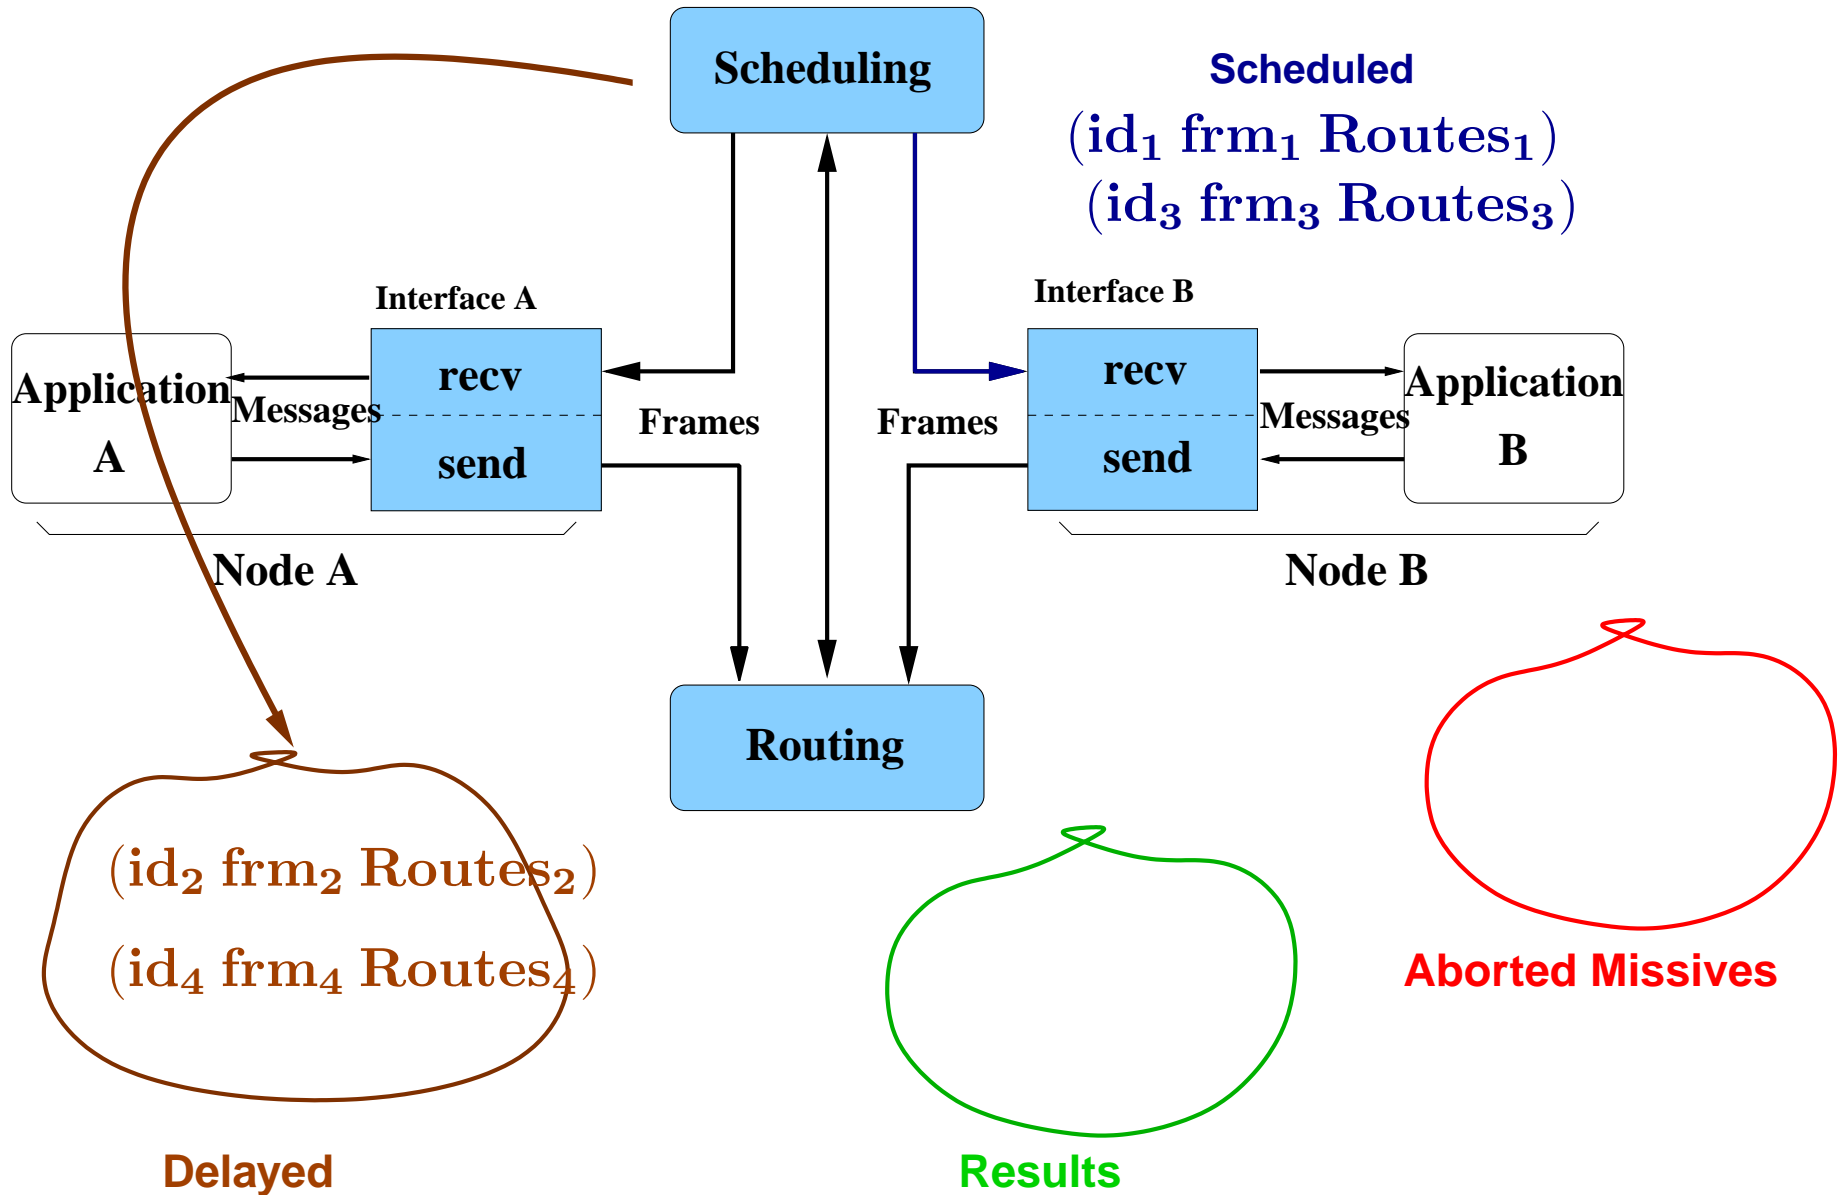 Scheduling
Scheduled
(id₁ frm₁ Routes₁)
(id₃ frm₃ Routes₃)
Interface A
Interface B
Application
A
Messages
recv
send
Frames
Frames
recv
send
Messages
Application
B
Node A
Node B
Routing
(id₂ frm₂ Routes₂)
(id₄ frm₄ Routes₄)
Aborted Missives
Delayed
Results